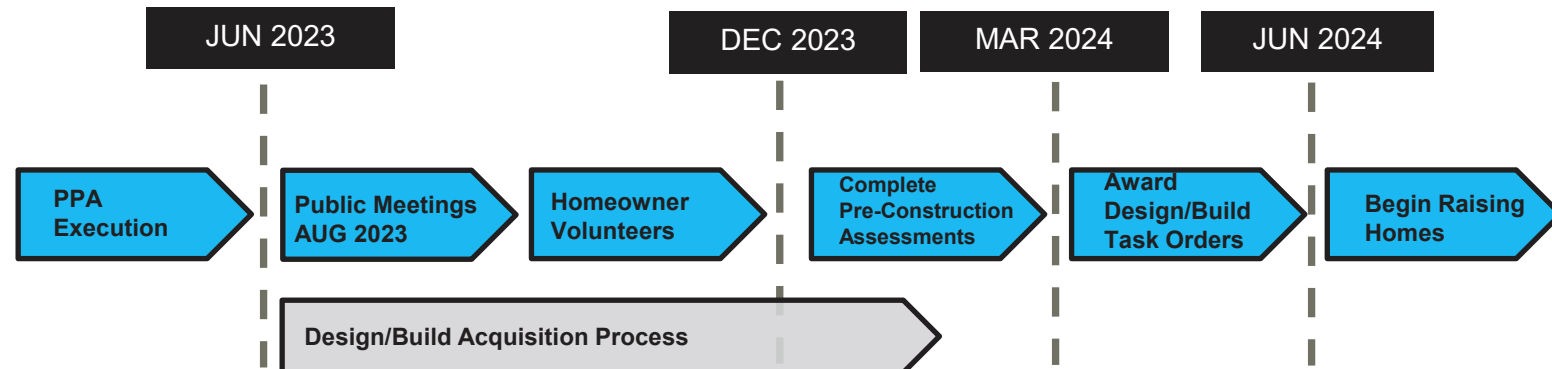 JUN 2023
DEC 2023
MAR 2024
JUN 2024
PPA
Execution
Public Meetings
AUG 2023
Homeowner
Volunteers
Complete
Pre-Construction
Assessments
Award
Design/Build
Task Orders
Begin Raising
Homes
Design/Build Acquisition Process